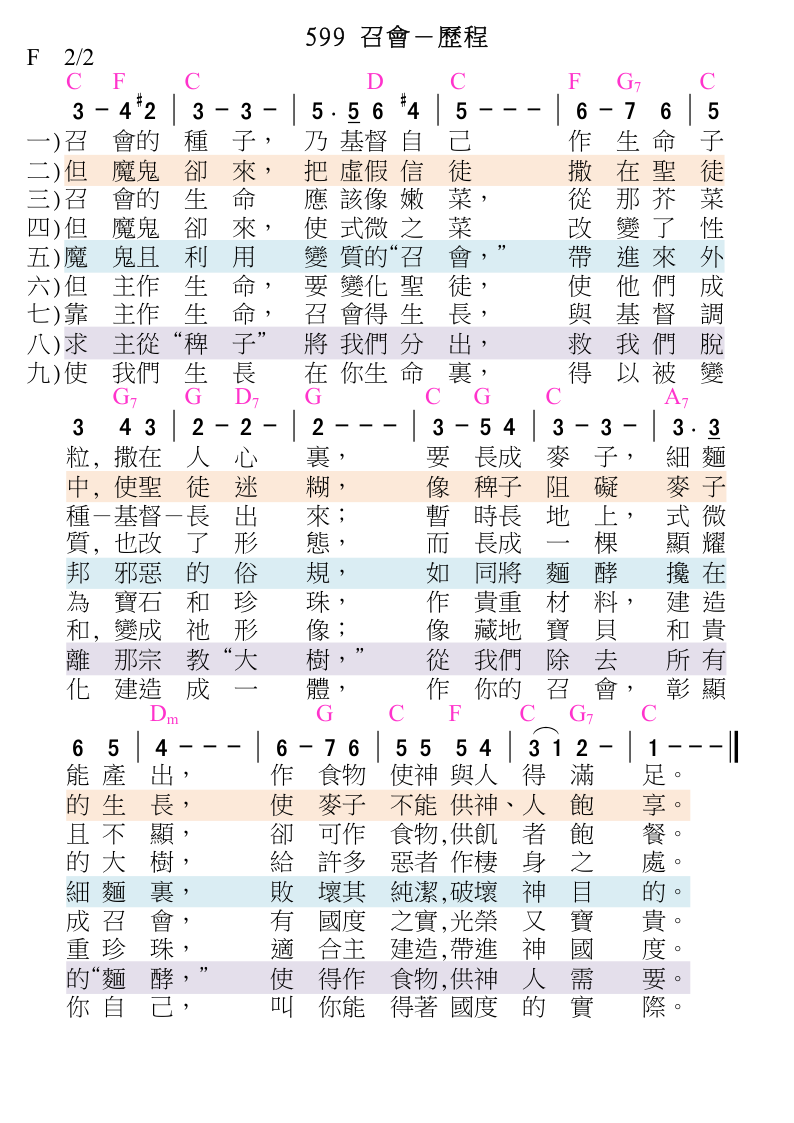 599 召會－歷程
F 2/2
C F C D C F G7 C
3 - 4 #2 | 3 - 3 - | 5 . 5 6 #4 | 5 - - - | 6 - 7 6 | 5
一)召 會的 種 子， 乃 基督 自 己 作 生 命 子
二)但 魔鬼 卻 來， 把 虛假 信 徒 撒 在 聖 徒
三)召 會的 生 命 應 該像 嫩 菜， 從 那 芥 菜
四)但 魔鬼 卻 來， 使 式微 之 菜 改 變 了 性
五)魔 鬼且 利 用 變 質的“召 會，” 帶 進 來 外
六)但 主作 生 命， 要 變化 聖 徒， 使 他 們 成
七)靠 主作 生 命， 召 會得 生 長， 與 基 督 調
八)求 主從“稗 子” 將 我們 分 出， 救 我 們 脫
九)使 我們 生 長 在 你生 命 裏， 得 以 被 變
G7 G D7 G C G C A7
3 4 3 | 2 - 2 - | 2 - - - | 3 - 5 4 | 3 - 3 - | 3 . 3
粒, 撒在 人 心 裏， 要 長成 麥 子， 細 麵
中, 使聖 徒 迷 糊， 像 稗子 阻 礙 麥 子
種－基督－長 出 來； 暫 時長 地 上， 式 微
質, 也改 了 形 態， 而 長成 一 棵 顯 耀
邦 邪惡 的 俗 規， 如 同將 麵 酵 攙 在
為 寶石 和 珍 珠， 作 貴重 材 料， 建 造
和, 變成 祂 形 像； 像 藏地 寶 貝 和 貴
離 那宗 教“大 樹，” 從 我們 除 去 所 有
化 建造 成 一 體， 作 你的 召 會， 彰 顯
Dm G C F C G7 C
6 5 | 4 - - - | 6 - 7 6 | 5 5 5 4 | 3 1 2 - | 1 - - - ||
能 產 出， 作 食物 使神 與人 得 滿 足。
的 生 長， 使 麥子 不能 供神、人 飽 享。
且 不 顯， 卻 可作 食物,供飢 者 飽 餐。
的 大 樹， 給 許多 惡者 作棲 身 之 處。
細 麵 裏， 敗 壞其 純潔,破壞 神 目 的。
成 召 會， 有 國度 之實,光榮 又 寶 貴。
重 珍 珠， 適 合主 建造,帶進 神 國 度。
的“麵 酵，” 使 得作 食物,供神 人 需 要。
你 自 己， 叫 你能 得著 國度 的 實 際。